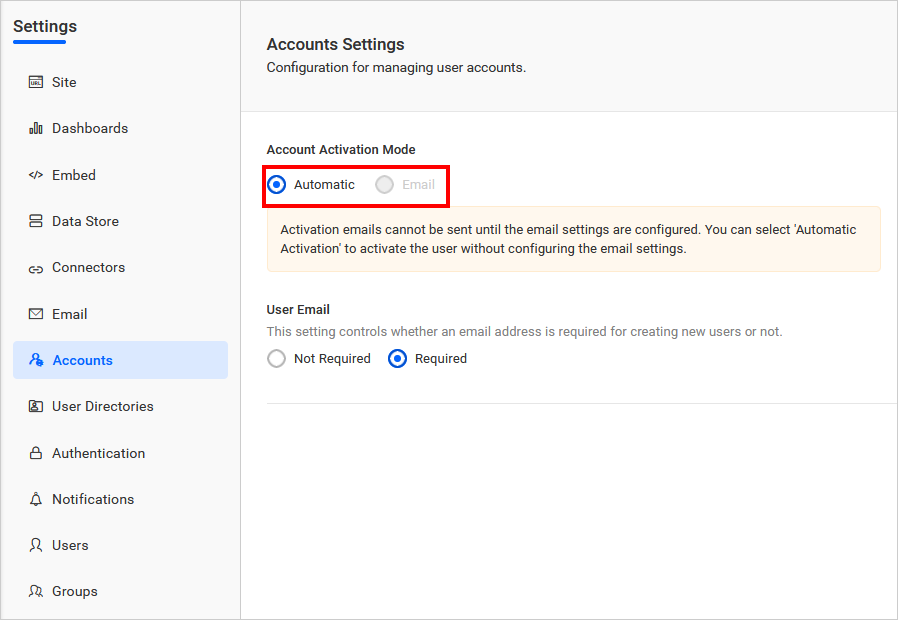 Settings
Site
Dashboards
Embed
Data Store
Connectors
Email
Accounts
User Directories
Authentication
Notifications
Users
Groups
Accounts Settings
Configuration for managing user accounts.
Account Activation Mode
Automatic Email
Activation emails cannot be sent until the email settings are configured. You can select 'Automatic
Activation' to activate the user without configuring the email settings.
User Email
This setting controls whether an email address is required for creating new users or not.
Not Required Required